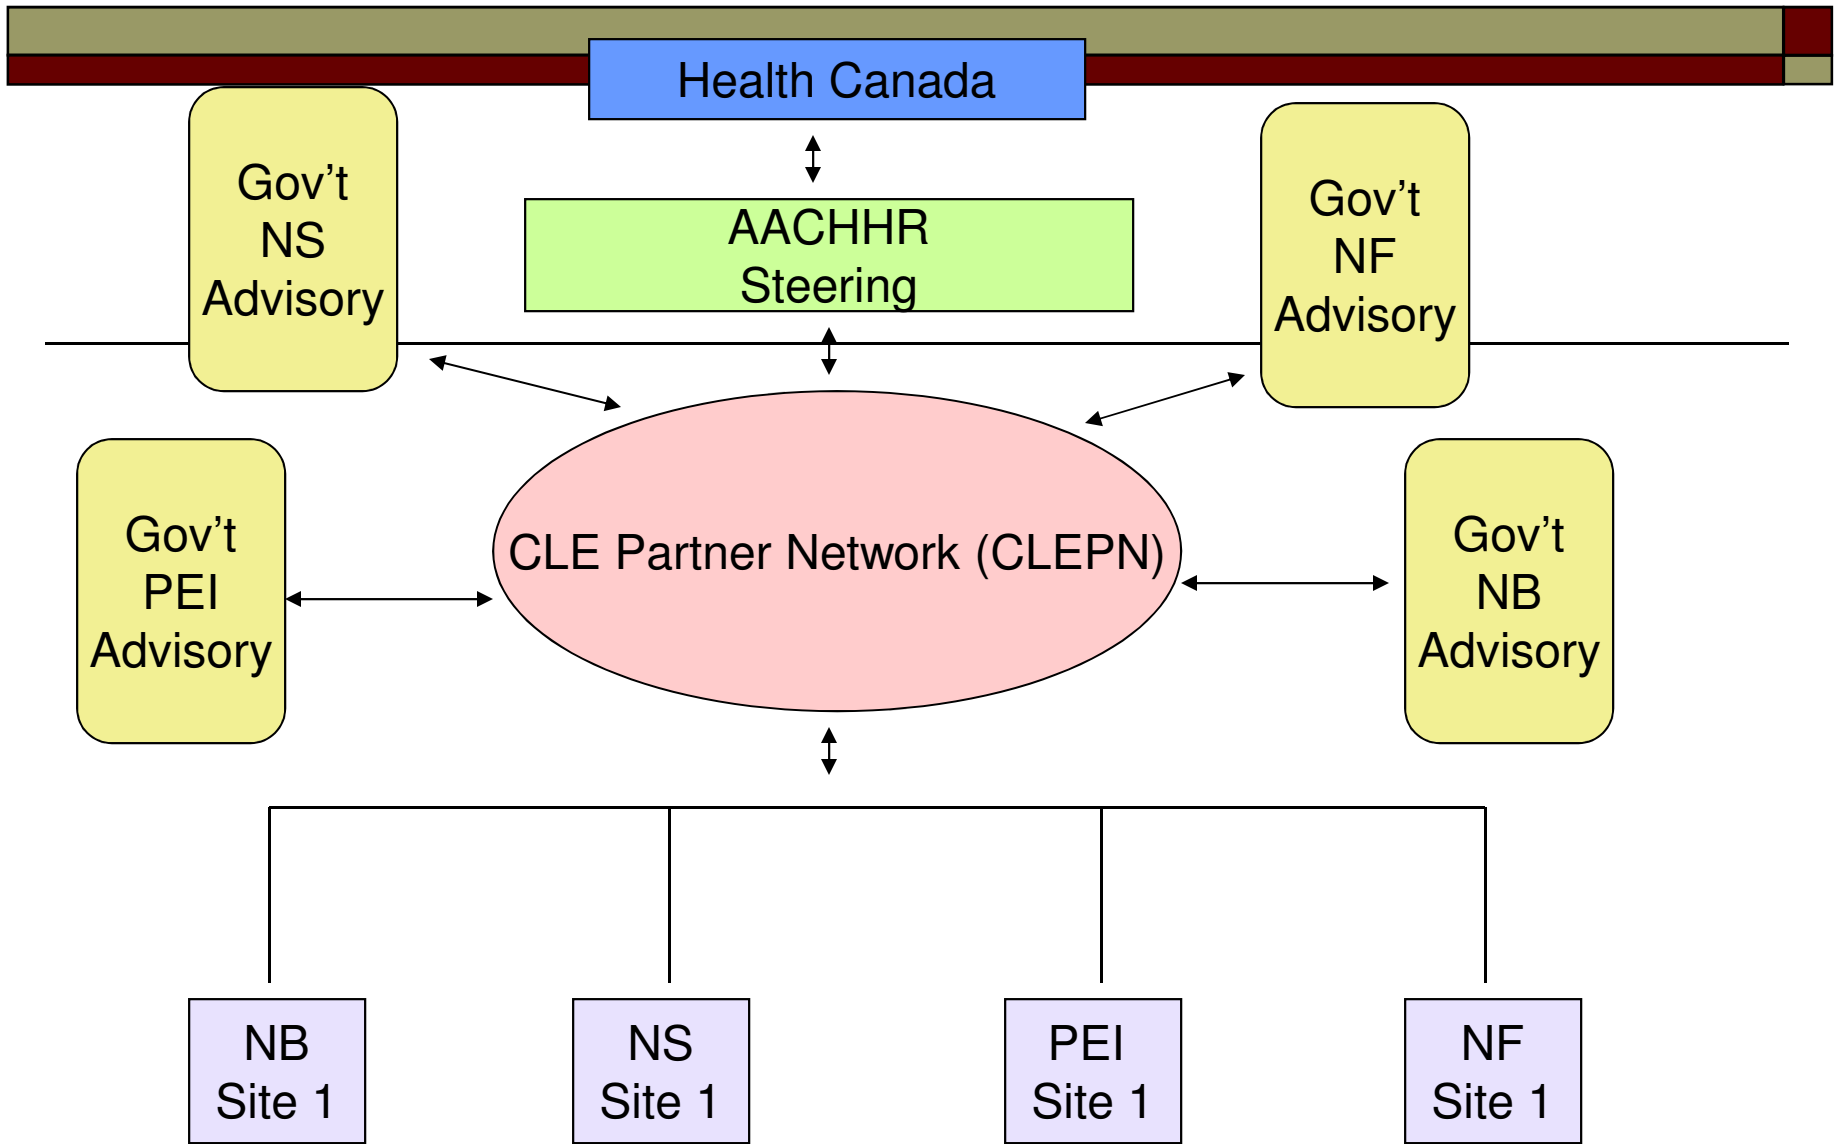 Health Canada
Gov't
NS
Advisory
AACHHR
Steering
Gov't
NF
Advisory
Gov't
PEI
Advisory
CLE Partner Network (CLEPN)
Gov't
NB
Advisory
NB
Site 1
NS
Site 1
PEI
Site 1
NF
Site 1